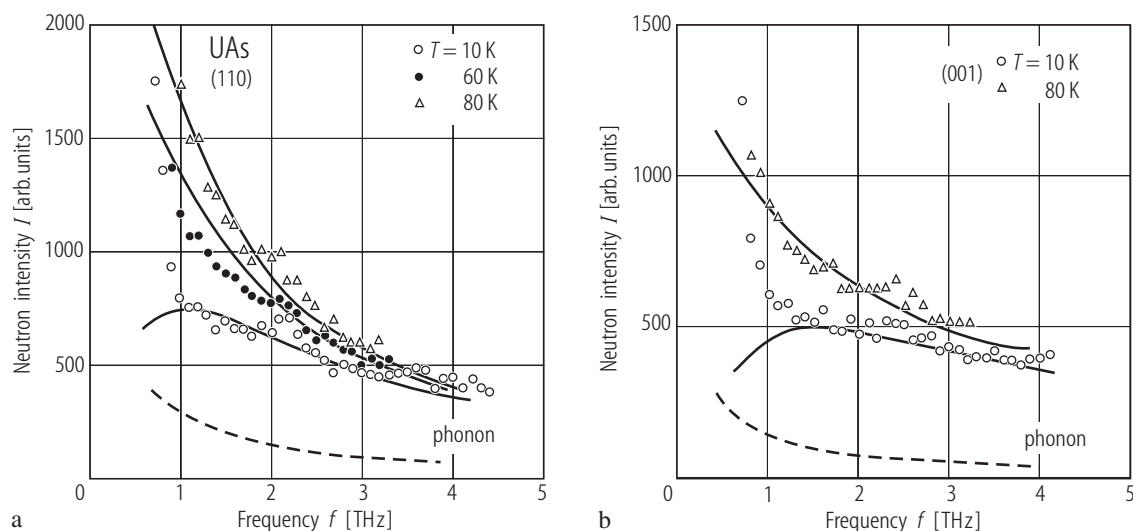 2000
1500
1000
500
0
1
2
3
4
5
Neutron intensity I [arb. units]
Frequency f [THz]
UAs
(110)
T = 10 K
60 K
80 K
phonon
a
1500
1000
500
0
1
2
3
4
5
Neutron intensity I [arb. units]
Frequency f [THz]
(001)
T = 10 K
80 K
phonon
b